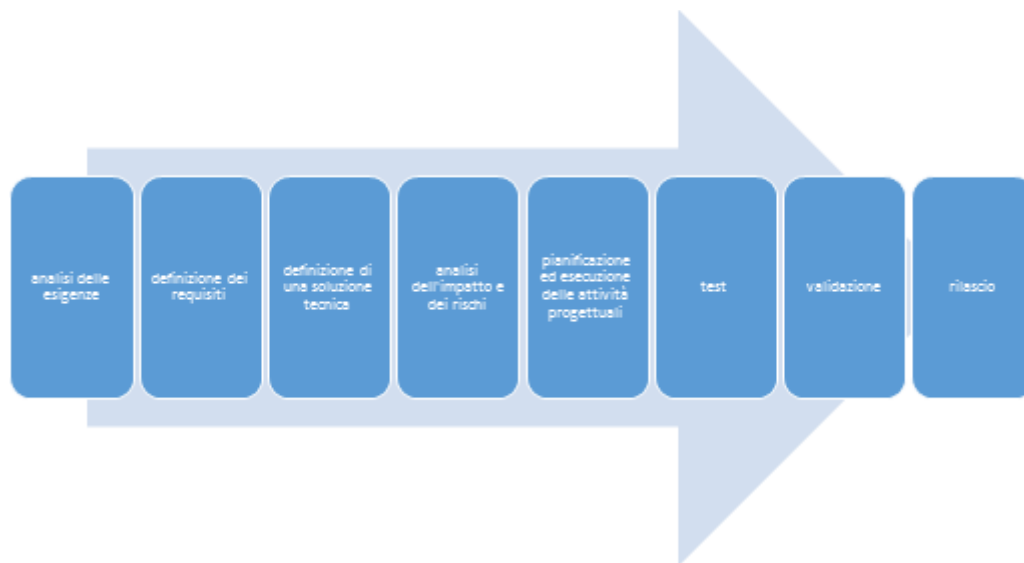 analisi delle
esigenze
definizione dei
requisiti
definizione di
una soluzione
tecnica
analisi
dell'impatto e
dei rischi
pianificazione
ed esecuzione
delle attività
progettuali
test
validazione
rilascio